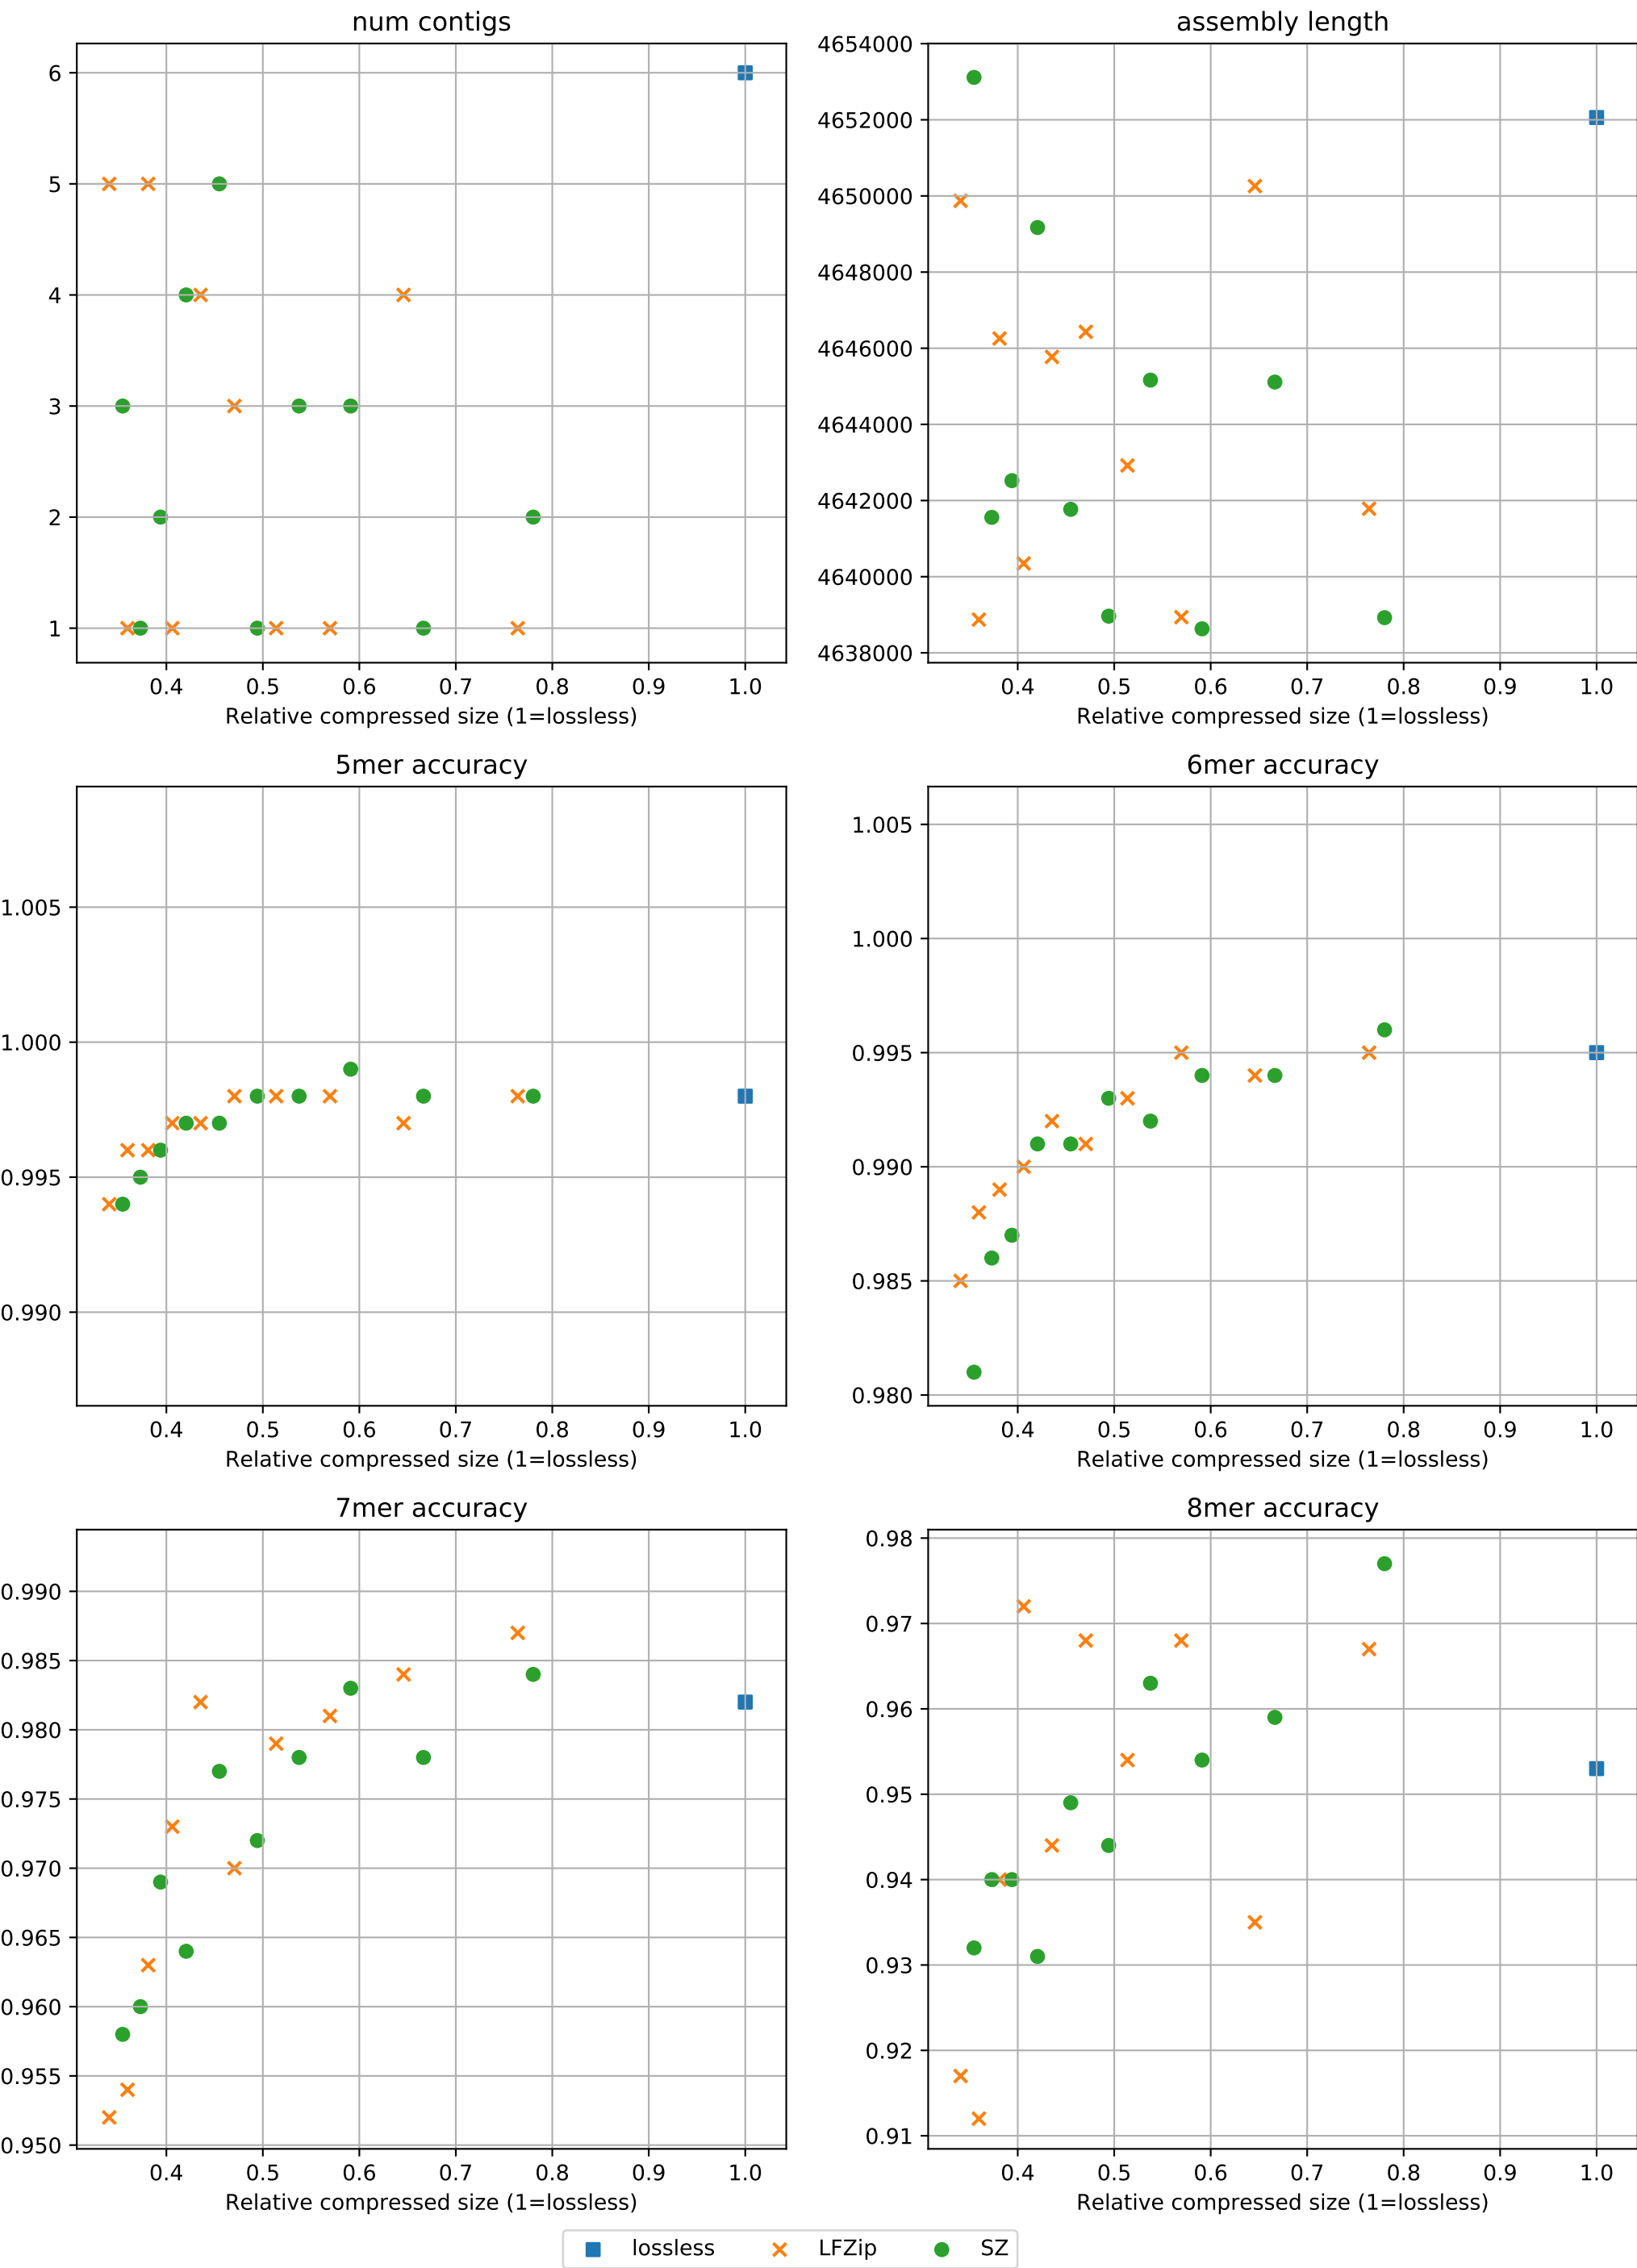 num contigs
6
5
4
3
2
1
0.4 0.5 0.6 0.7 0.8 0.9 1.0
Relative compressed size (1=lossless)
assembly length
4654000
4652000
4650000
4648000
4646000
4644000
4642000
4640000
4638000
0.4 0.5 0.6 0.7 0.8 0.9 1.0
Relative compressed size (1=lossless)
5mer accuracy
1.005
1.000
0.995
0.990
0.4 0.5 0.6 0.7 0.8 0.9 1.0
Relative compressed size (1=lossless)
6mer accuracy
1.005
1.000
0.995
0.990
0.985
0.980
0.4 0.5 0.6 0.7 0.8 0.9 1.0
Relative compressed size (1=lossless)
7mer accuracy
0.990
0.985
0.980
0.975
0.970
0.965
0.960
0.955
0.950
0.4 0.5 0.6 0.7 0.8 0.9 1.0
Relative compressed size (1=lossless)
8mer accuracy
0.98
0.97
0.96
0.95
0.94
0.93
0.92
0.91
0.4 0.5 0.6 0.7 0.8 0.9 1.0
Relative compressed size (1=lossless)
lossless LFZip SZ